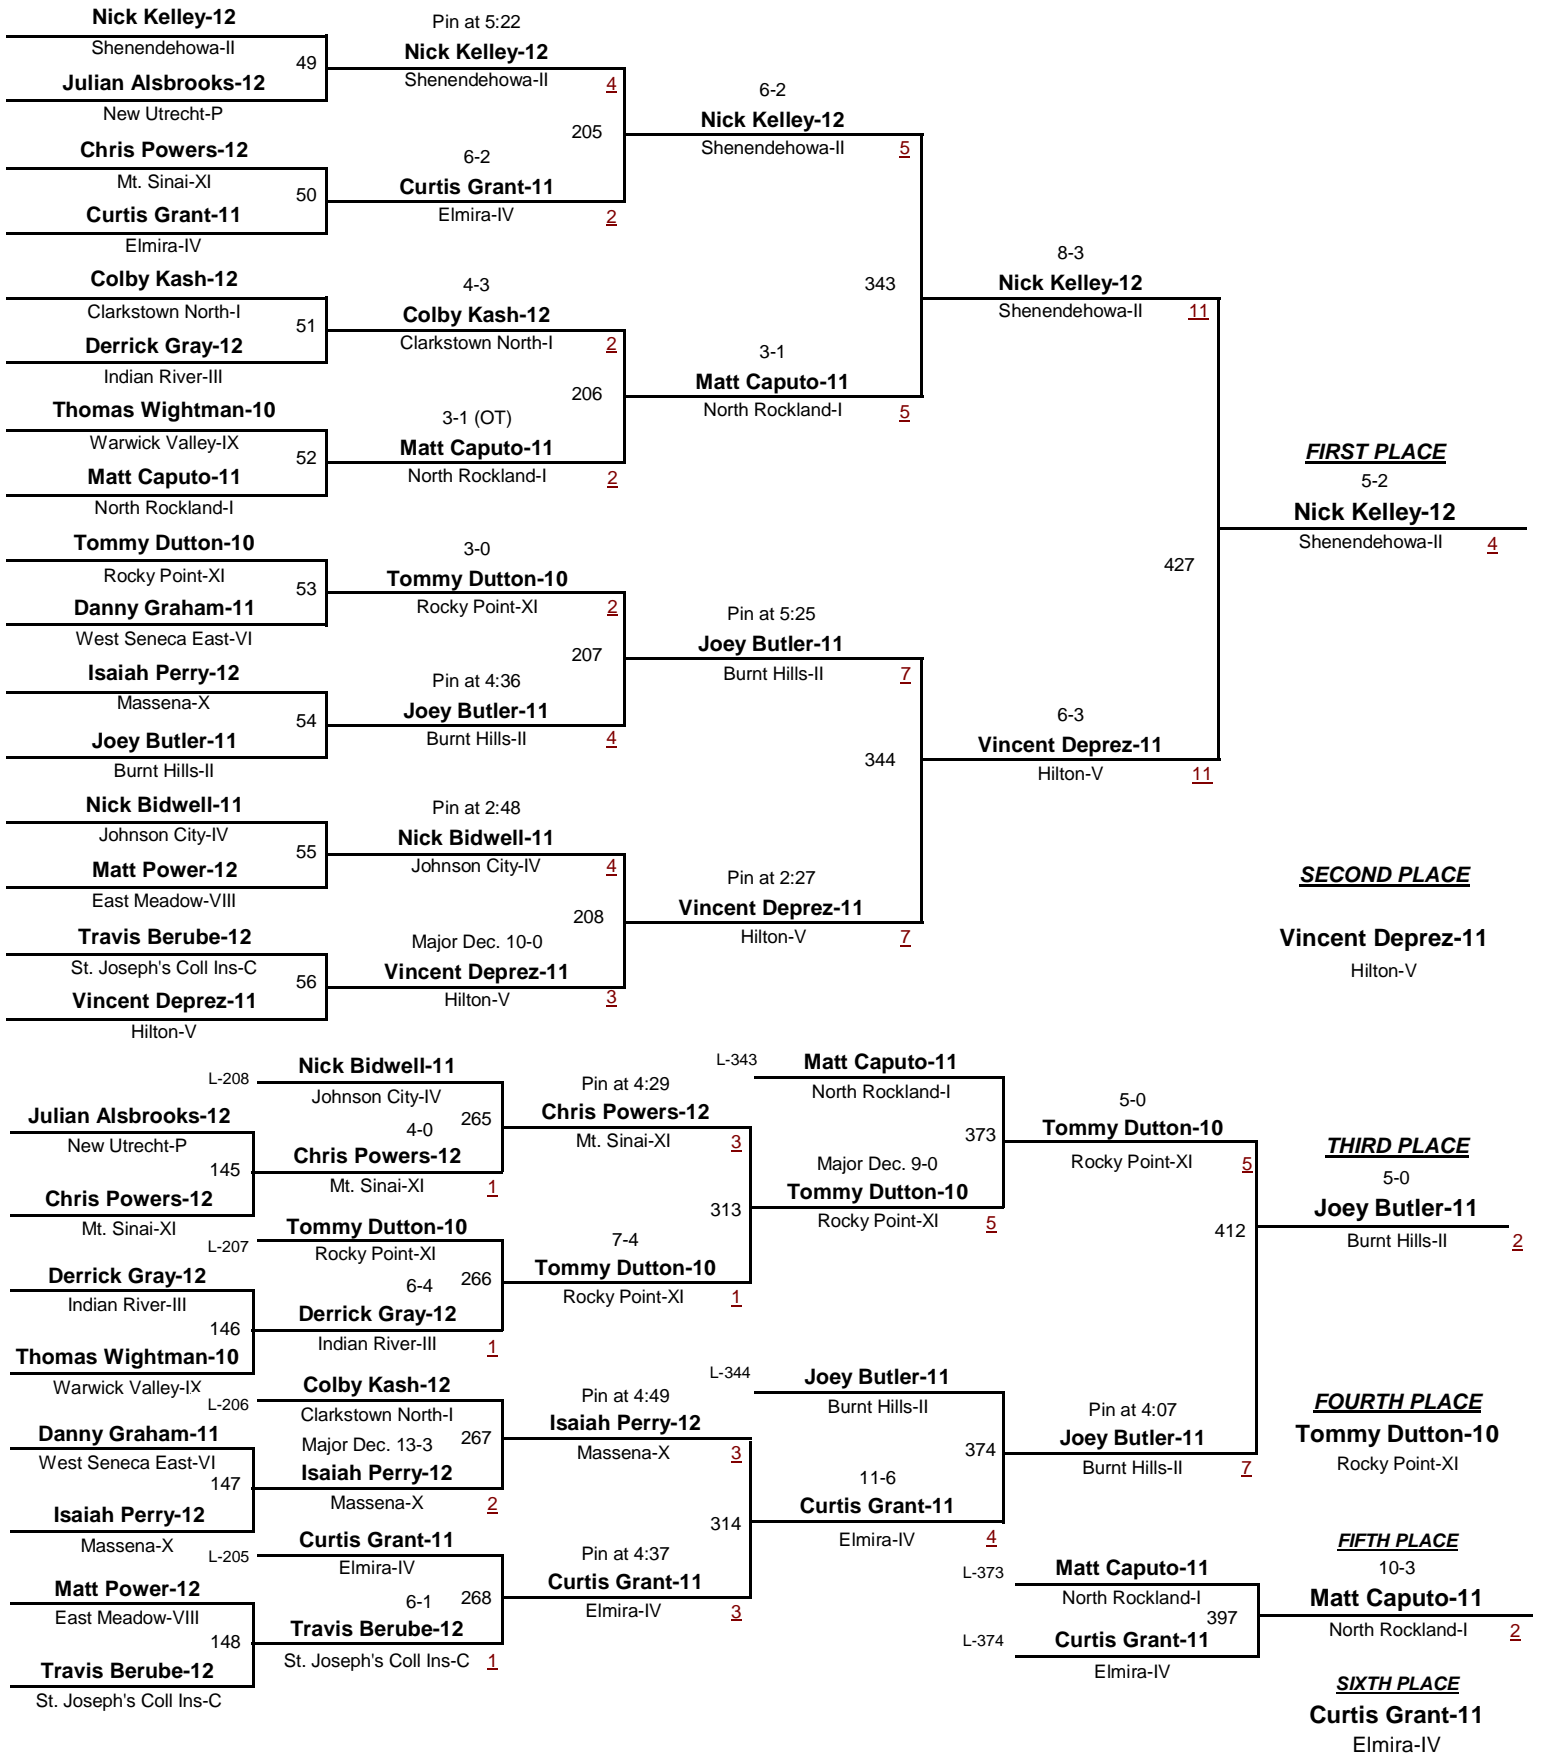 Nick Kelley-12
Shenendehowa-II
49
Julian Alsbrooks-12
New Utrecht-P
Chris Powers-12
Mt. Sinai-XI
50
Curtis Grant-11
Elmira-IV
Colby Kash-12
Clarkstown North-I
51
Derrick Gray-12
Indian River-III
Thomas Wightman-10
Warwick Valley-IX
52
Matt Caputo-11
North Rockland-I
Tommy Dutton-10
Rocky Point-XI
53
Danny Graham-11
West Seneca East-VI
Isaiah Perry-12
Massena-X
54
Joey Butler-11
Burnt Hills-II
Nick Bidwell-11
Johnson City-IV
55
Matt Power-12
East Meadow-VIII
Travis Berube-12
St. Joseph's Coll Ins-C
56
Vincent Deprez-11
Hilton-V
Pin at 5:22
Nick Kelley-12
Shenendehowa-II 4
205
6-2
Curtis Grant-11
Elmira-IV 2
4-3
Colby Kash-12
Clarkstown North-I 2
206
3-1 (OT)
Matt Caputo-11
North Rockland-I 2
3-0
Tommy Dutton-10
Rocky Point-XI 2
207
Pin at 4:36
Joey Butler-11
Burnt Hills-II 4
Pin at 2:48
Nick Bidwell-11
Johnson City-IV 4
208
Major Dec. 10-0
Vincent Deprez-11
Hilton-V 3
6-2
Nick Kelley-12
Shenendehowa-II 5
343
3-1
Matt Caputo-11
North Rockland-I 5
Pin at 5:25
Joey Butler-11
Burnt Hills-II 7
344
Pin at 2:27
Vincent Deprez-11
Hilton-V 7
8-3
Nick Kelley-12
Shenendehowa-II 11
427
6-3
Vincent Deprez-11
Hilton-V 11
FIRST PLACE
5-2
Nick Kelley-12
Shenendehowa-II 4
SECOND PLACE
Vincent Deprez-11
Hilton-V
Julian Alsbrooks-12
New Utrecht-P
145
Chris Powers-12
Mt. Sinai-XI
Derrick Gray-12
Indian River-III
146
Thomas Wightman-10
Warwick Valley-IX
Danny Graham-11
West Seneca East-VI
147
Isaiah Perry-12
Massena-X
Matt Power-12
East Meadow-VIII
148
Travis Berube-12
St. Joseph's Coll Ins-C
L-208
Nick Bidwell-11
Johnson City-IV
265
4-0
Chris Powers-12
Mt. Sinai-XI 1
L-207
Tommy Dutton-10
Rocky Point-XI
266
6-4
Derrick Gray-12
Indian River-III 1
L-206
Colby Kash-12
Clarkstown North-I
267
Major Dec. 13-3
Isaiah Perry-12
Massena-X 2
L-205
Curtis Grant-11
Elmira-IV
268
6-1
Travis Berube-12
St. Joseph's Coll Ins-C 1
Pin at 4:29
Chris Powers-12
Mt. Sinai-XI 3
313
7-4
Tommy Dutton-10
Rocky Point-XI 1
Pin at 4:49
Isaiah Perry-12
Massena-X 3
314
Pin at 4:37
Curtis Grant-11
Elmira-IV 3
L-343
Matt Caputo-11
North Rockland-I
373
Major Dec. 9-0
Tommy Dutton-10
Rocky Point-XI 5
L-344
Joey Butler-11
Burnt Hills-II
374
11-6
Curtis Grant-11
Elmira-IV 4
5-0
Tommy Dutton-10
Rocky Point-XI 5
412
Pin at 4:07
Joey Butler-11
Burnt Hills-II 7
THIRD PLACE
5-0
Joey Butler-11
Burnt Hills-II 2
FOURTH PLACE
Tommy Dutton-10
Rocky Point-XI
L-373
Matt Caputo-11
North Rockland-I
397
L-374
Curtis Grant-11
Elmira-IV
FIFTH PLACE
10-3
Matt Caputo-11
North Rockland-I 2
SIXTH PLACE
Curtis Grant-11
Elmira-IV